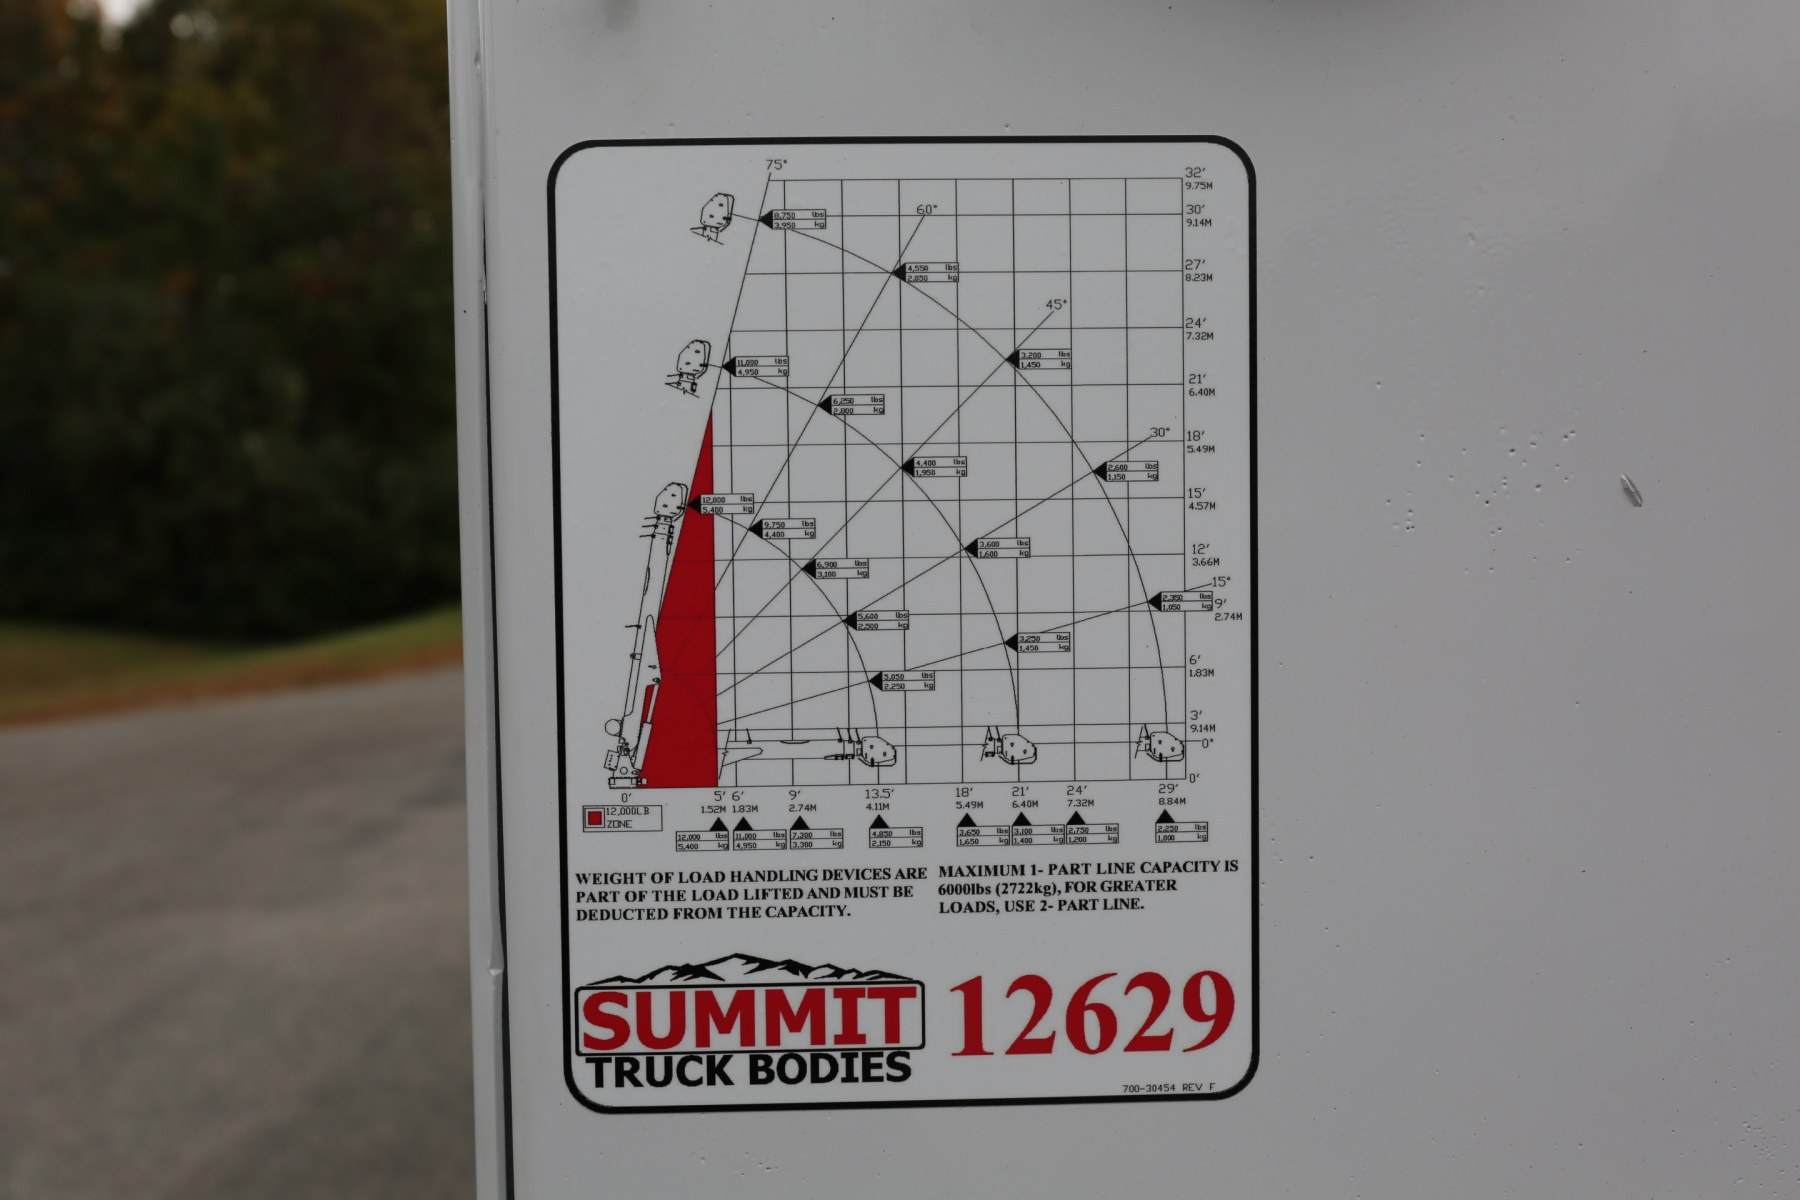 75°
32'
9.75M
60°
30'
9.14M
8,750 lbs
3,950 kg
27'
8.23M
4,550 lbs
2,050 kg
45°
24'
7.32M
3,200 lbs
1,450 kg
11,000 lbs
4,950 kg
21'
6.40M
6,250 lbs
2,800 kg
30°
18'
5.49M
4,400 lbs
1,950 kg
2,600 lbs
1,150 kg
15'
4.57M
12,000 lbs
5,400 kg
9,750 lbs
4,400 kg
3,600 lbs
1,600 kg
12'
3.66M
6,900 lbs
3,100 kg
15°
2,350 lbs
1,050 kg
9'
2.74M
5,600 lbs
2,500 kg
3,250 lbs
1,450 kg
6'
1.83M
5,050 lbs
2,250 kg
3'
9.14M
0°
0'
0' 5' 6' 9' 13.5' 18' 21' 24' 29'
1.52M 1.83M 2.74M 4.11M 5.49M 6.40M 7.32M 8.84M
12,000LB
ZONE
12,000 lbs 11,000 lbs 7,300 lbs 4,850 lbs 3,650 lbs 3,100 lbs 2,750 lbs 2,250 lbs
5,400 kg 4,950 kg 3,300 kg 2,150 kg 1,650 kg 1,400 kg 1,200 kg 1,000 kg
WEIGHT OF LOAD HANDLING DEVICES ARE
PART OF THE LOAD LIFTED AND MUST BE
DEDUCTED FROM THE CAPACITY.
MAXIMUM 1- PART LINE CAPACITY IS
6000lbs (2722kg), FOR GREATER
LOADS, USE 2- PART LINE.
SUMMIT
TRUCK BODIES
12629
700-30454 REV F